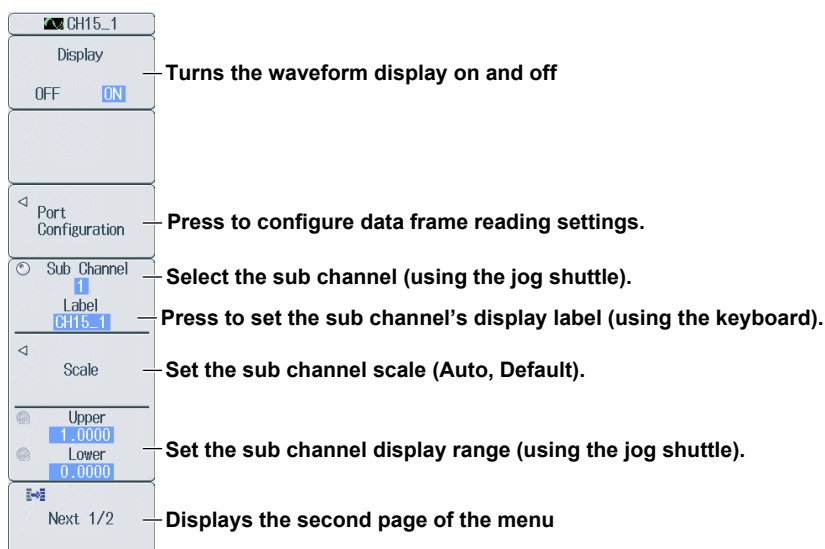 CH15_1
Display
Turns the waveform display on and off
OFF ON
Port
Configuration
Press to configure data frame reading settings.
Sub Channel
Select the sub channel (using the jog shuttle).
1
Label
Press to set the sub channel's display label (using the keyboard).
CH15_1
Scale
Set the sub channel scale (Auto, Default).
Upper
1.0000
Set the sub channel display range (using the jog shuttle).
Lower
0.0000
Next 1/2
Displays the second page of the menu